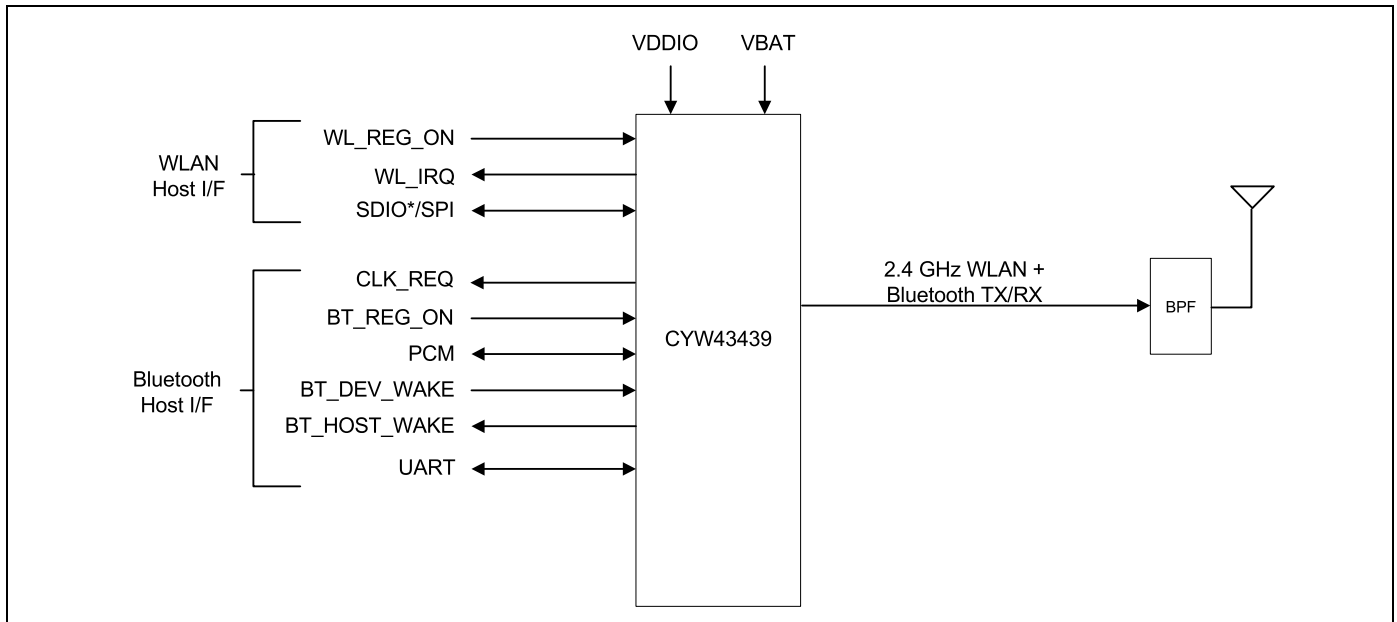 VDDIO VBAT
WLAN
Host I/F
WL_REG_ON
WL_IRQ
SDIO*/SPI
Bluetooth
Host I/F
CLK_REQ
BT_REG_ON
PCM
BT_DEV_WAKE
BT_HOST_WAKE
UART
CYW43439
2.4 GHz WLAN +
Bluetooth TX/RX
BPF